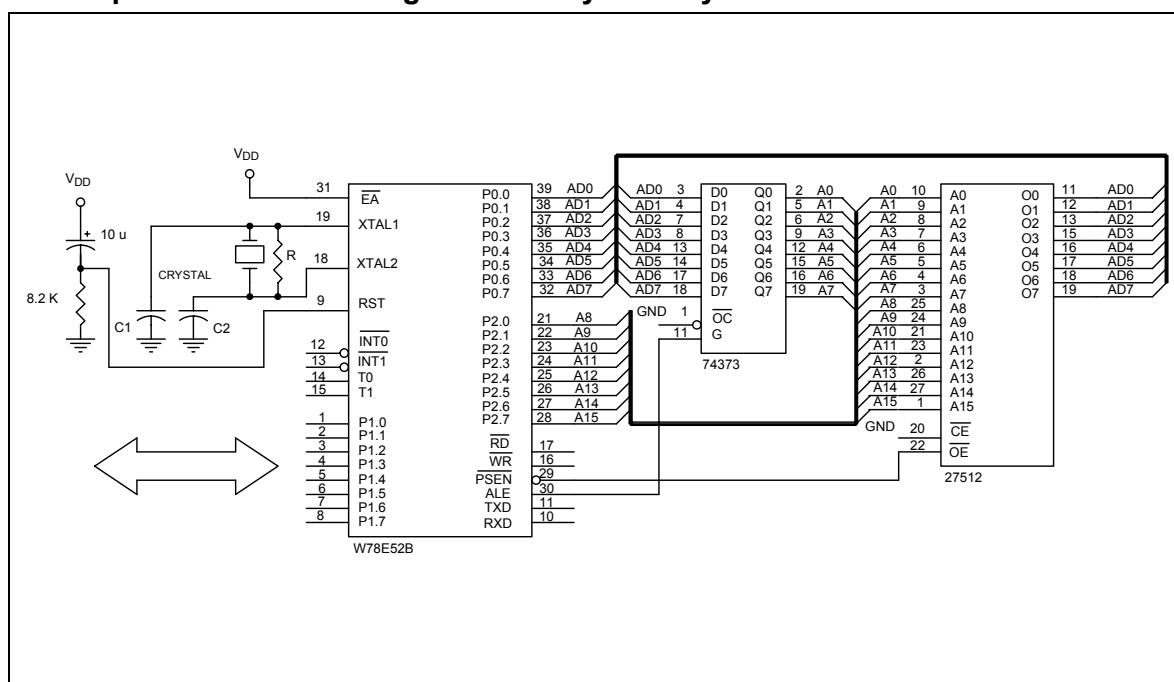 VDD
10 u
8.2 K
VDD
CRYSTAL
R
C1
C2
31 EA
19 XTAL1
18 XTAL2
9 RST
12 INT0
13 INT1
14 T0
15 T1
1 P1.0
2 P1.1
3 P1.2
4 P1.3
5 P1.4
6 P1.5
7 P1.6
8 P1.7
P0.0 39 AD0
P0.1 38 AD1
P0.2 37 AD2
P0.3 36 AD3
P0.4 35 AD4
P0.5 34 AD5
P0.6 33 AD6
P0.7 32 AD7
P2.0 21 A8
P2.1 22 A9
P2.2 23 A10
P2.3 24 A11
P2.4 25 A12
P2.5 26 A13
P2.6 27 A14
P2.7 28 A15
RD 17
WR 16
PSEN 29
ALE 30
TXD 11
RXD 10
W78E52B
AD0 3 D0 Q0 2 A0
AD1 4 D1 Q1 5 A1
AD2 7 D2 Q2 6 A2
AD3 8 D3 Q3 9 A3
AD4 13 D4 Q4 12 A4
AD5 14 D5 Q5 15 A5
AD6 17 D6 Q6 16 A6
AD7 18 D7 Q7 19 A7
GND 1 OC
11 G
74373
A0 10 A0 O0 11 AD0
A1 9 A1 O1 12 AD1
A2 8 A2 O2 13 AD2
A3 7 A3 O3 15 AD3
A4 6 A4 O4 16 AD4
A5 5 A5 O5 17 AD5
A6 4 A6 O6 18 AD6
A7 3 A7 O7 19 AD7
A8 25 A8
A9 24 A9
A10 21 A10
A11 23 A11
A12 2 A12
A13 26 A13
A14 27 A14
A15 1 A15
GND 20 CE
22 OE
27512